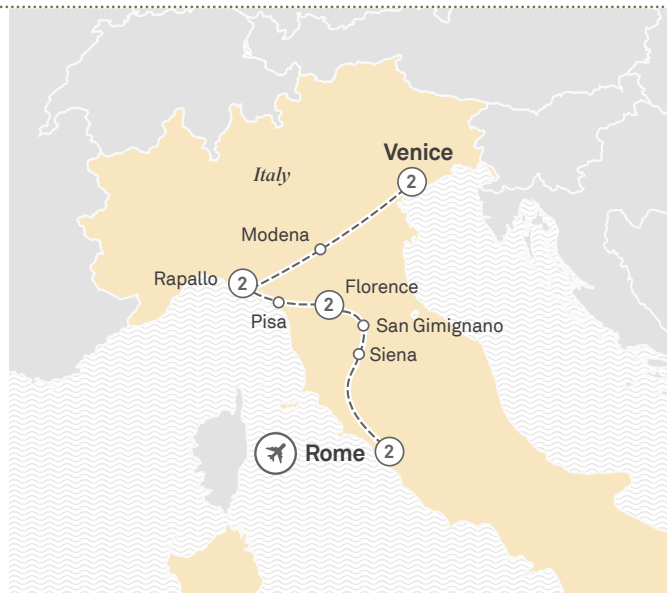 Venice
2
Italy
Modena
Rapallo
2
Florence
2
Pisa
San Gimignano
Siena
Rome
2